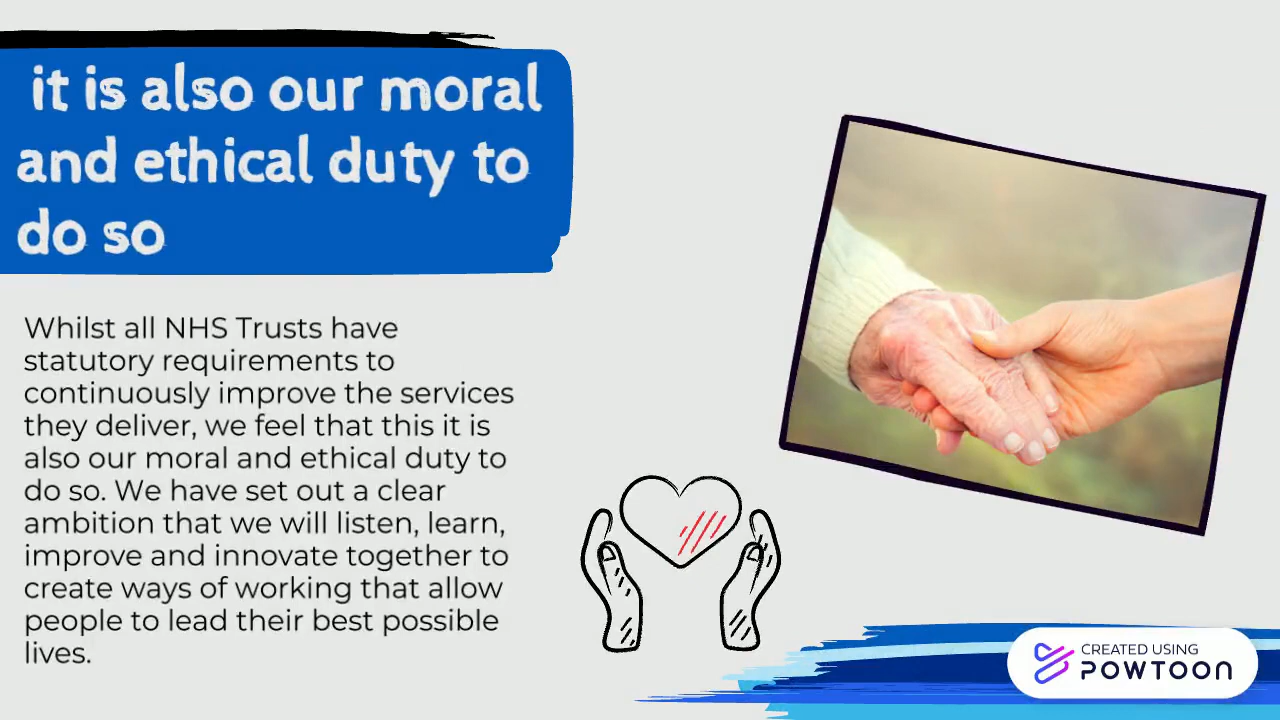 it is also our moral
and ethical duty to
do so
Whilst all NHS Trusts have
statutory requirements to
continuously improve the services
they deliver, we feel that this it is
also our moral and ethical duty to
do so. We have set out a clear
ambition that we will listen, learn,
improve and innovate together to
create ways of working that allow
people to lead their best possible
lives.
CREATED USING
POWTOON